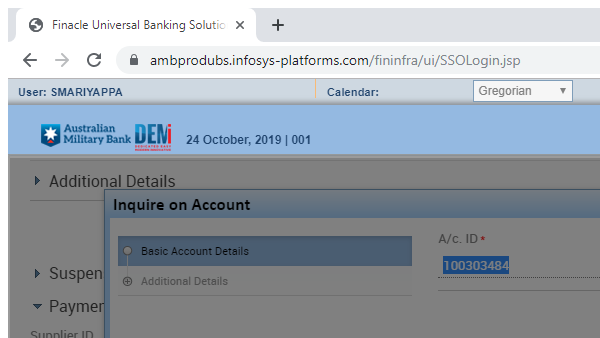 Finacle Universal Banking Solutio
ambprodubs.infosys-platforms.com/fininfra/ui/SSOLogin.jsp
User: SMARIYAPPA
Calendar:
Gregorian
Australian
Military Bank
24 October, 2019 | 001
Additional Details
Inquire on Account
Basic Account Details
Additional Details
A/c. ID *
100303484
Suspen
Paymen
Supplier ID